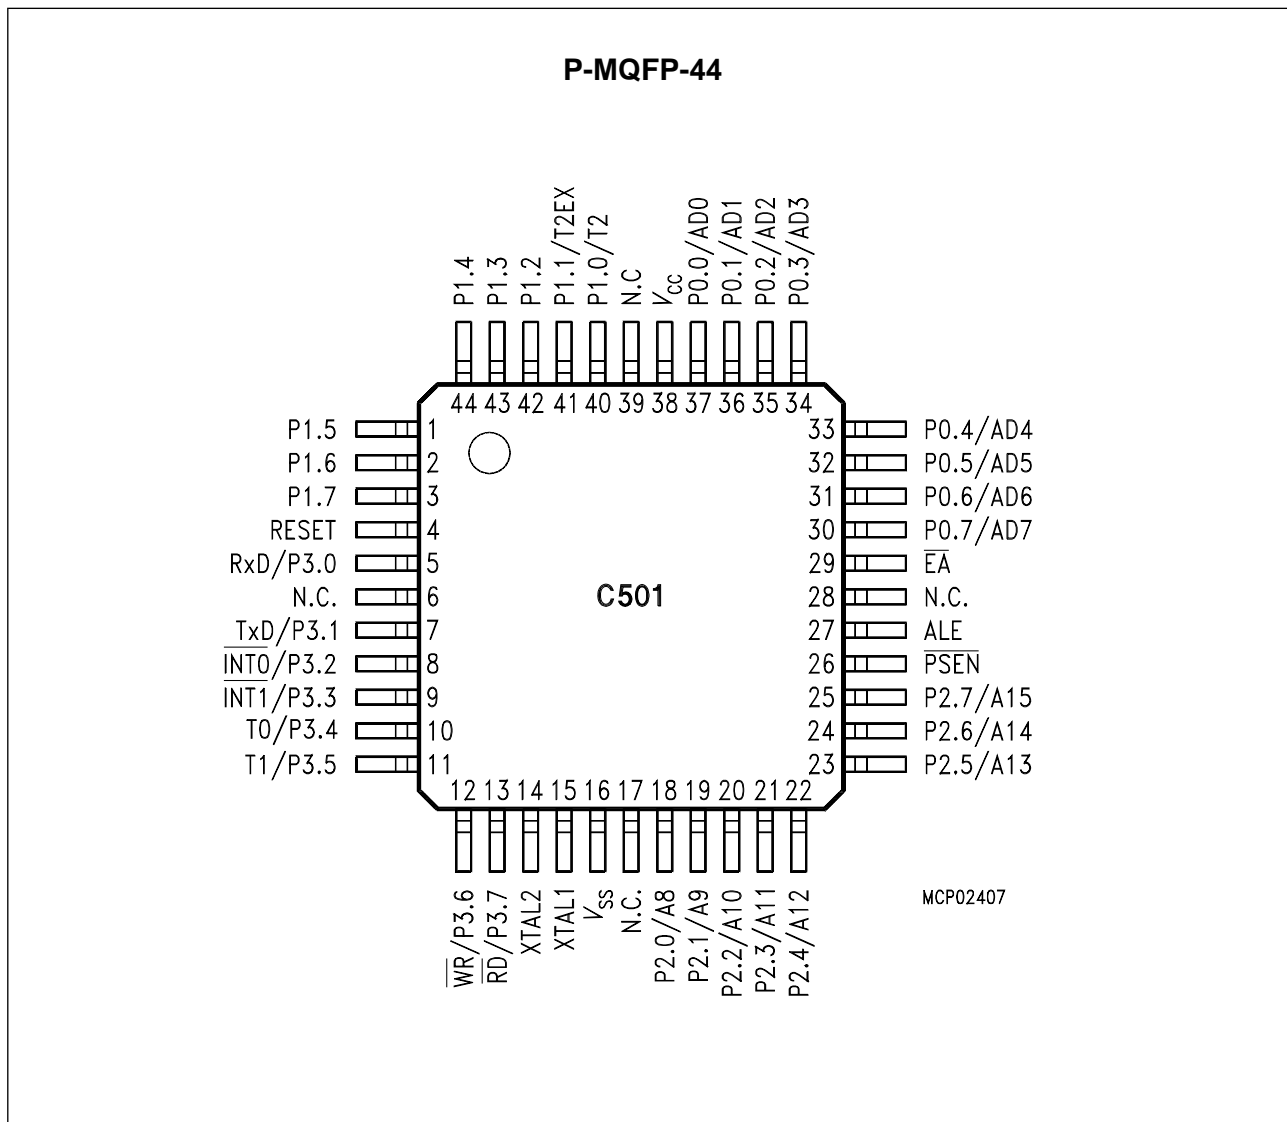 P-MQFP-44
P1.4
P1.3
P1.2
P1.1/T2EX
P1.0/T2
N.C
VCC
P0.0/AD0
P0.1/AD1
P0.2/AD2
P0.3/AD3
44 43 42 41 40 39 38 37 36 35 34
P1.5 1 33 P0.4/AD4
P1.6 2 32 P0.5/AD5
P1.7 3 31 P0.6/AD6
RESET 4 30 P0.7/AD7
RxD/P3.0 5 29 E̅A̅
N.C. 6 C501 28 N.C.
TxD/P3.1 7 27 ALE
I̅N̅T̅0̅/P3.2 8 26 P̅S̅E̅N̅
I̅N̅T̅1̅/P3.3 9 25 P2.7/A15
T0/P3.4 10 24 P2.6/A14
T1/P3.5 11 23 P2.5/A13
12 13 14 15 16 17 18 19 20 21 22
W̅R̅/P3.6
R̅D̅/P3.7
XTAL2
XTAL1
VSS
N.C.
P2.0/A8
P2.1/A9
P2.2/A10
P2.3/A11
P2.4/A12
MCP02407